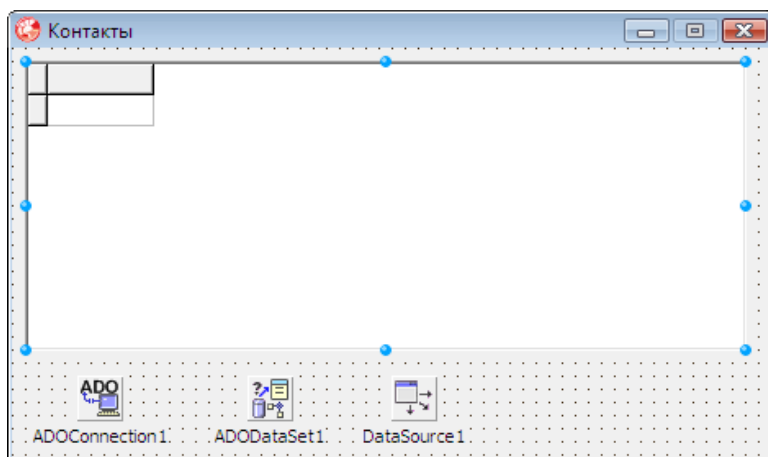 Контакты
ADO
ADOConnection1
ADODataSet1
DataSource1